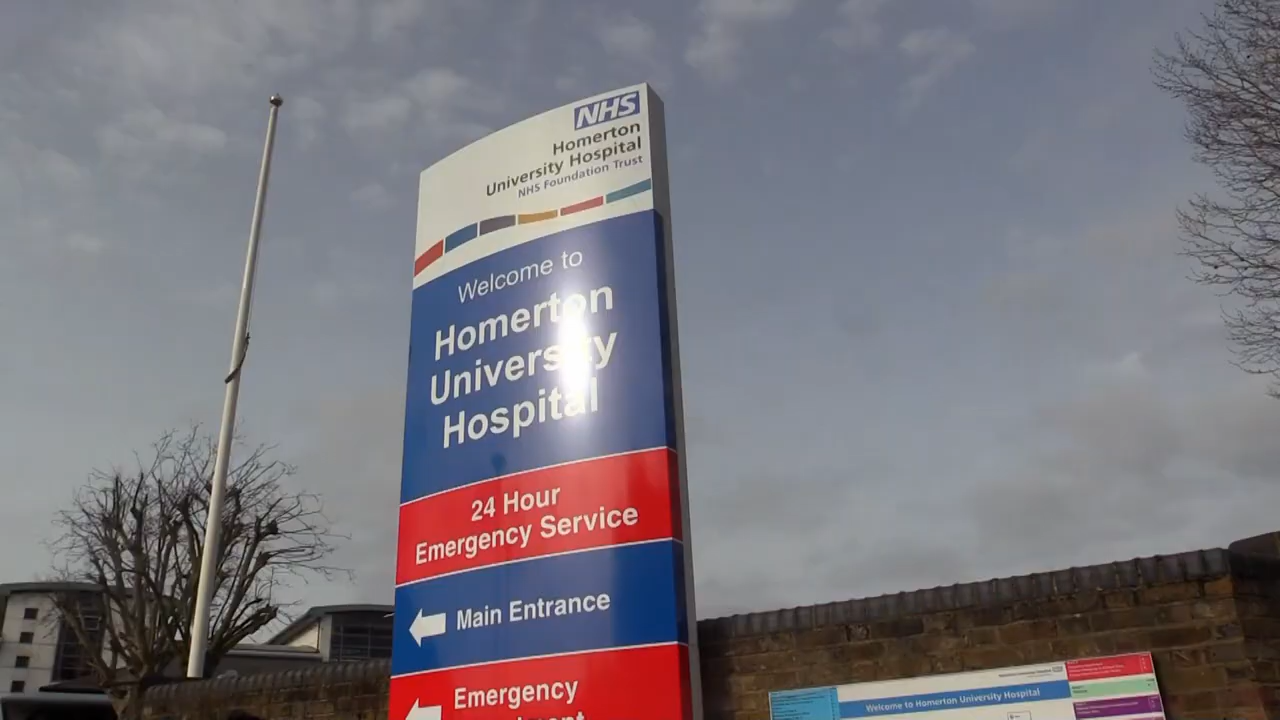 NHS
Homerton
University Hospital
NHS Foundation Trust
Welcome to
Homerton
University
Hospital
24 Hour
Emergency Service
Main Entrance
Emergency
Welcome to Homerton University Hospital